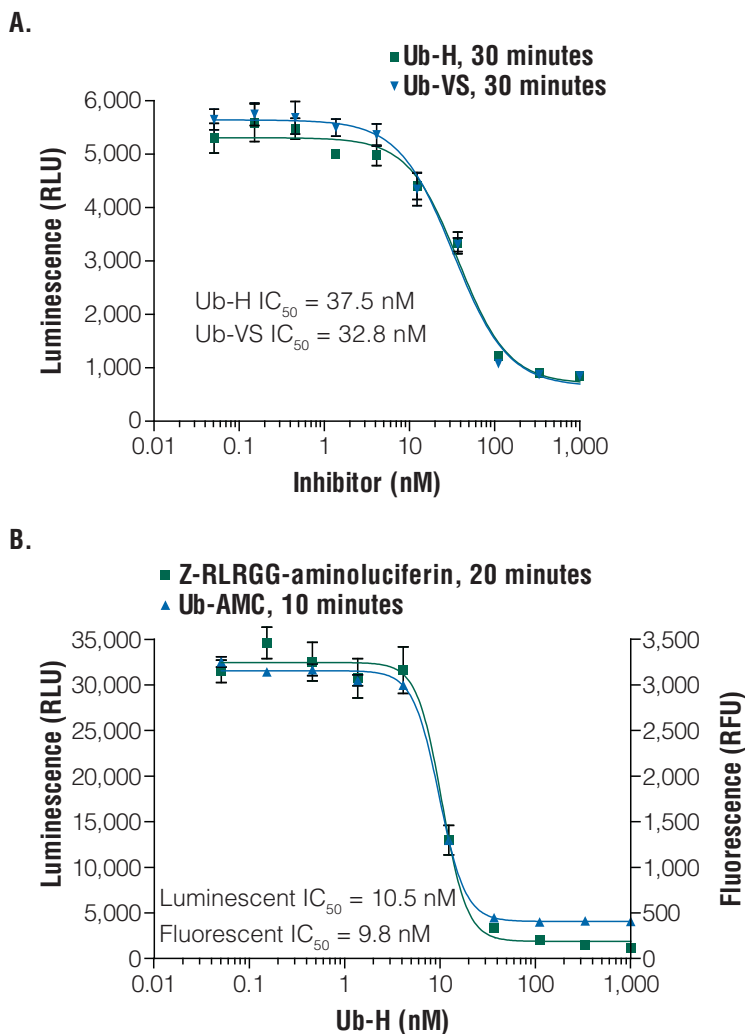 A.
Ub-H, 30 minutes
Ub-VS, 30 minutes
6,000
5,000
4,000
3,000
2,000
1,000
0
Luminescence (RLU)
Ub-H IC50 = 37.5 nM
Ub-VS IC50 = 32.8 nM
0.01 0.1 1 10 100 1,000
Inhibitor (nM)
B.
Z-RLRGG-aminoluciferin, 20 minutes
Ub-AMC, 10 minutes
35,000
30,000
25,000
20,000
15,000
10,000
5,000
0
Luminescence (RLU)
3,500
3,000
2,500
2,000
1,500
1,000
500
0
Fluorescence (RFU)
Luminescent IC50 = 10.5 nM
Fluorescent IC50 = 9.8 nM
0.01 0.1 1 10 100 1,000
Ub-H (nM)